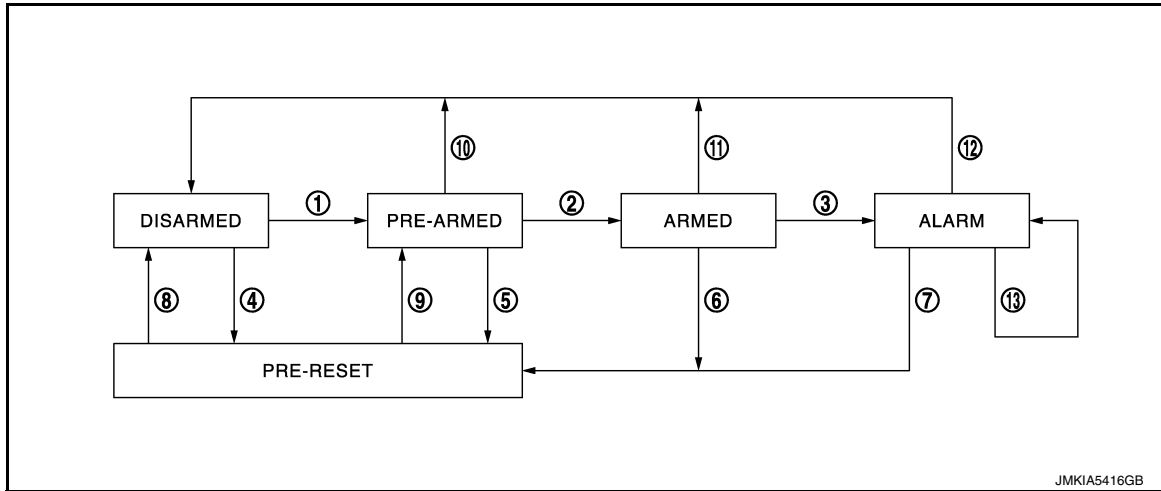 ⑩ ⑪ ⑫
DISARMED ① PRE-ARMED ② ARMED ③ ALARM
⑧ ④ ⑨ ⑤ ⑥ ⑦ ⑬
PRE-RESET
JMKIA5416GB